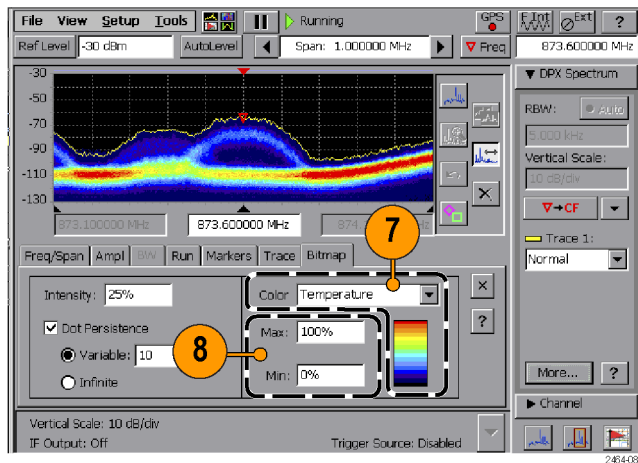 File View Setup Tools Running GPS F Int Ext ?
Ref Level -30 dBm AutoLevel Span: 1.000000 MHz Freq 873.600000 MHz
DPX Spectrum
-30
-50
-70
-90
-110
-130
RBW: Auto
5.000 kHz
Vertical Scale:
10 dB/div
→CF
873.100000 MHz 873.600000 MHz 874.
Trace 1:
Normal
Freq/Span Ampl BW Run Markers Trace Bitmap
7
Intensity: 25%
Color Temperature
Dot Persistence
Variable: 10
Infinite
8
Max: 100%
Min: 0%
?
More... ?
Channel
Vertical Scale: 10 dB/div
IF Output: Off
Trigger Source: Disabled
2464-08